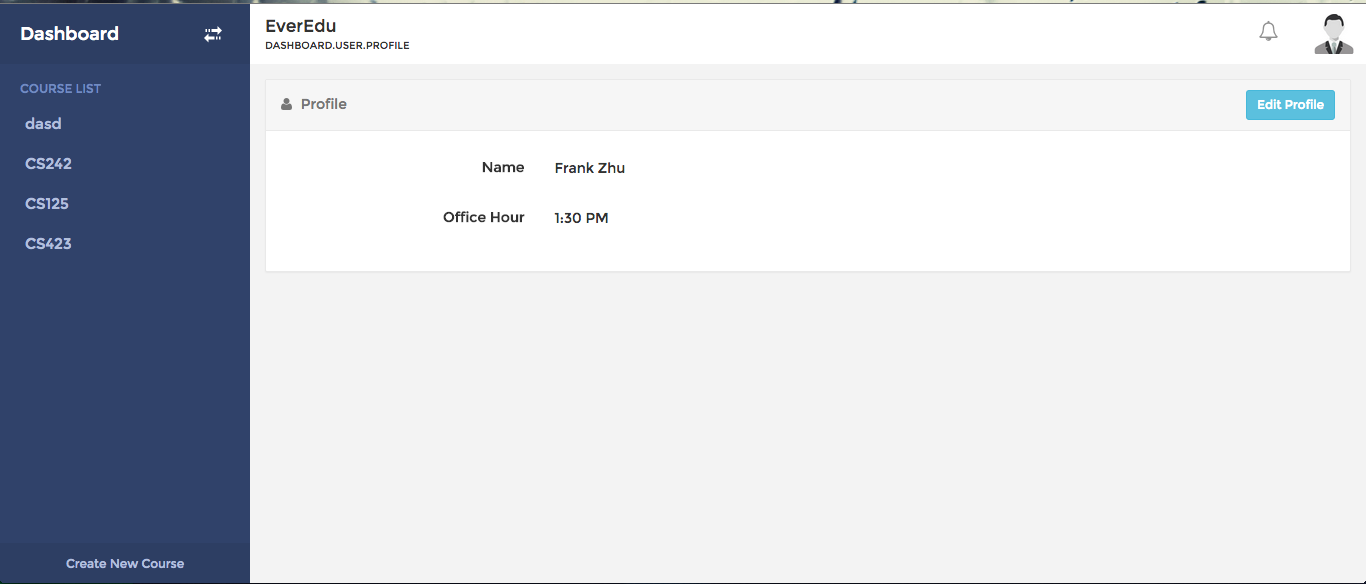 Dashboard
COURSE LIST
dasd
CS242
CS125
CS423
Create New Course
EverEdu
DASHBOARD.USER.PROFILE
Profile
Edit Profile
Name Frank Zhu
Office Hour 1:30 PM